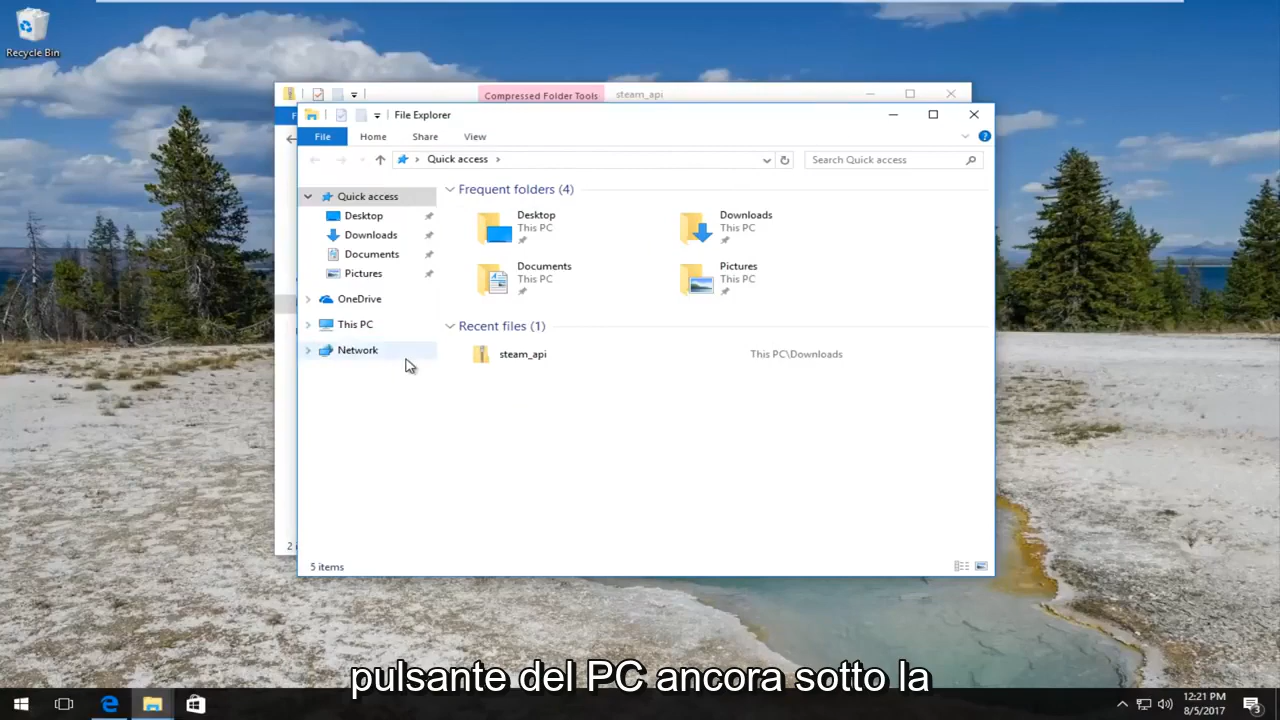 Recycle Bin
Compressed Folder Tools
steam_api
F
File Explorer
File
Home
Share
View
Quick access
Search Quick access
Quick access
Desktop
Downloads
Documents
Pictures
OneDrive
This PC
Network
Frequent folders (4)
Desktop
This PC
Downloads
This PC
Documents
This PC
Pictures
This PC
Recent files (1)
steam_api
This PC\Downloads
2
5 items
pulsante del PC ancora sotto la
12:21 PM
8/5/2017
3